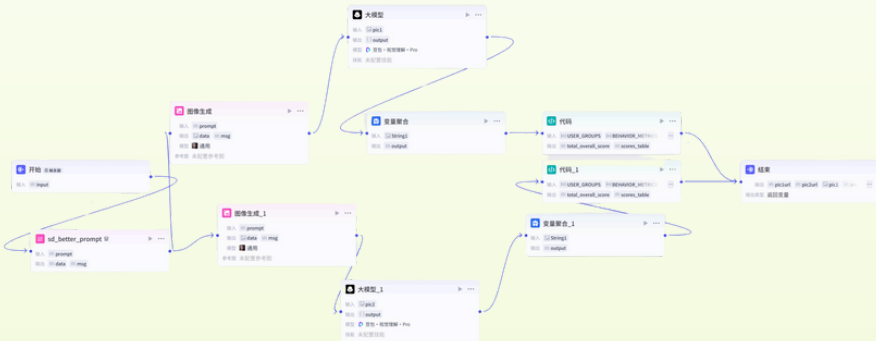 大模型
输入 pic1
输出 output
模型 豆包·视觉理解·Pro
技能 未配置技能
图像生成
输入 prompt
输出 data msg
模型 通用
参考图 未配置参考图
变量聚合
输入 String1
输出 output
代码
输入 USER_GROUPS BEHAVIOR_METRI
输出 total_overall_score scores_table
开始
输入 input
代码_1
输入 USER_GROUPS BEHAVIOR_METRI
输出 total_overall_score scores_table
结束
输出 pic1url pic2url pic1
输出类型 返回变量
sd_better_prompt
输入 prompt
输出 data msg
图像生成_1
输入 prompt
输出 data msg
模型 通用
参考图 未配置参考图
变量聚合_1
输入 String1
输出 output
大模型_1
输入 pic1
输出 output
模型 豆包·视觉理解·Pro
技能 未配置技能